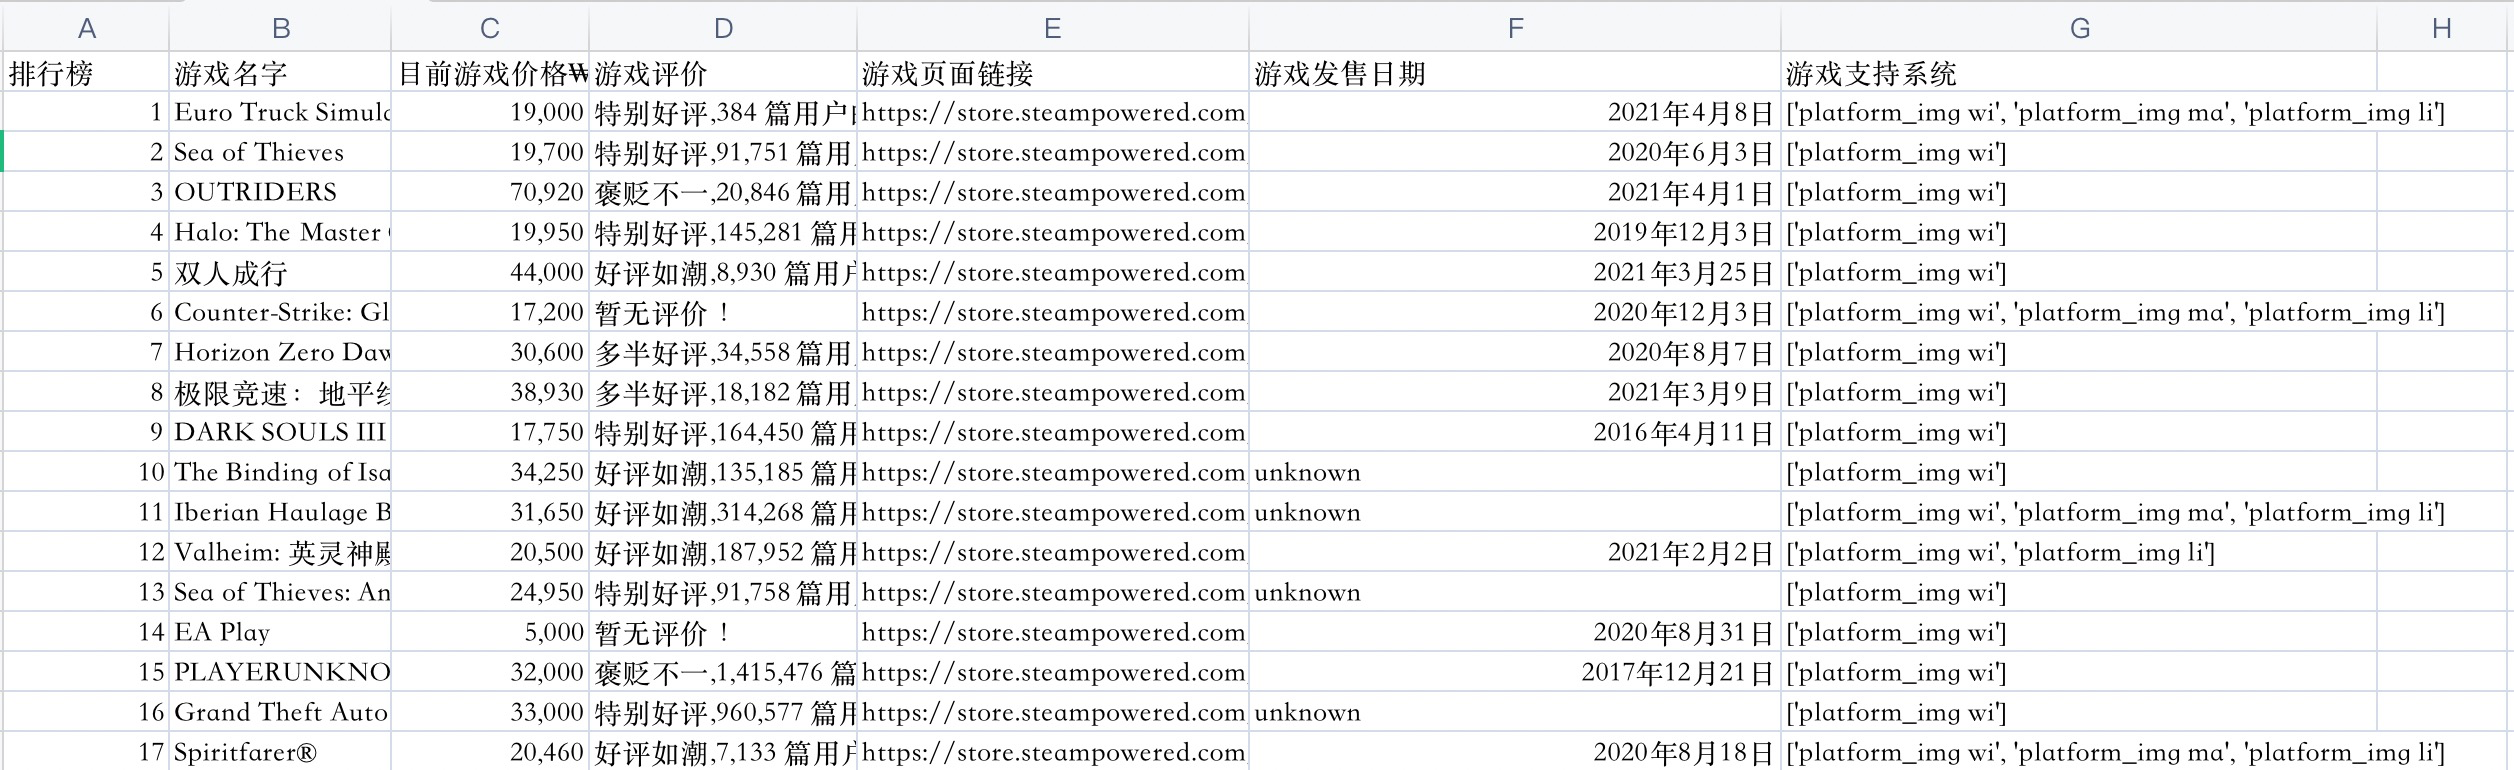 A B C D E F G H
排行榜 游戏名字 目前游戏价格₩ 游戏评价 游戏页面链接 游戏发售日期 游戏支持系统
1 Euro Truck Simul 19,000 特别好评,384 篇用户 https://store.steampowered.com 2021年4月8日 ['platform_img wi', 'platform_img ma', 'platform_img li']
2 Sea of Thieves 19,700 特别好评,91,751 篇用 https://store.steampowered.com 2020年6月3日 ['platform_img wi']
3 OUTRIDERS 70,920 褒贬不一,20,846 篇用 https://store.steampowered.com 2021年4月1日 ['platform_img wi']
4 Halo: The Master 19,950 特别好评,145,281 篇用 https://store.steampowered.com 2019年12月3日 ['platform_img wi']
5 双人成行 44,000 好评如潮,8,930 篇用户 https://store.steampowered.com 2021年3月25日 ['platform_img wi']
6 Counter-Strike: Gl 17,200 暂无评价！ https://store.steampowered.com 2020年12月3日 ['platform_img wi', 'platform_img ma', 'platform_img li']
7 Horizon Zero Daw 30,600 多半好评,34,558 篇用 https://store.steampowered.com 2020年8月7日 ['platform_img wi']
8 极限竞速：地平线 38,930 多半好评,18,182 篇用 https://store.steampowered.com 2021年3月9日 ['platform_img wi']
9 DARK SOULS III 17,750 特别好评,164,450 篇用 https://store.steampowered.com 2016年4月11日 ['platform_img wi']
10 The Binding of Isa 34,250 好评如潮,135,185 篇用 https://store.steampowered.com unknown ['platform_img wi']
11 Iberian Haulage B 31,650 好评如潮,314,268 篇用 https://store.steampowered.com unknown ['platform_img wi', 'platform_img ma', 'platform_img li']
12 Valheim: 英灵神殿 20,500 好评如潮,187,952 篇用 https://store.steampowered.com 2021年2月2日 ['platform_img wi', 'platform_img li']
13 Sea of Thieves: An 24,950 特别好评,91,758 篇用 https://store.steampowered.com unknown ['platform_img wi']
14 EA Play 5,000 暂无评价！ https://store.steampowered.com 2020年8月31日 ['platform_img wi']
15 PLAYERUNKNO 32,000 褒贬不一,1,415,476 篇 https://store.steampowered.com 2017年12月21日 ['platform_img wi']
16 Grand Theft Auto 33,000 特别好评,960,577 篇用 https://store.steampowered.com unknown ['platform_img wi']
17 Spiritfarer® 20,460 好评如潮,7,133 篇用户 https://store.steampowered.com 2020年8月18日 ['platform_img wi', 'platform_img ma', 'platform_img li']